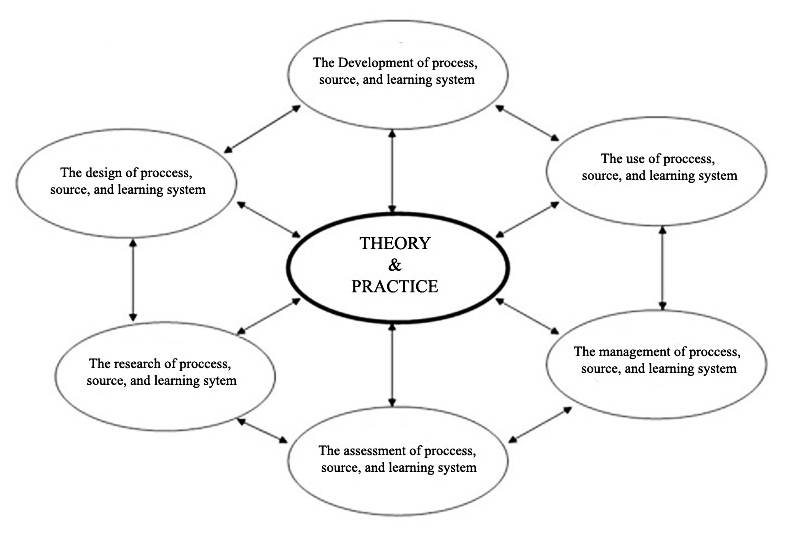 The Development of process,
source, and learning system
The design of proccess,
source, and learning system
The use of proccess,
source, and learning system
THEORY
&
PRACTICE
The research of proccess,
source, and learning sytem
The management of proccess,
source, and learning system
The assessment of proccess,
source, and learning system